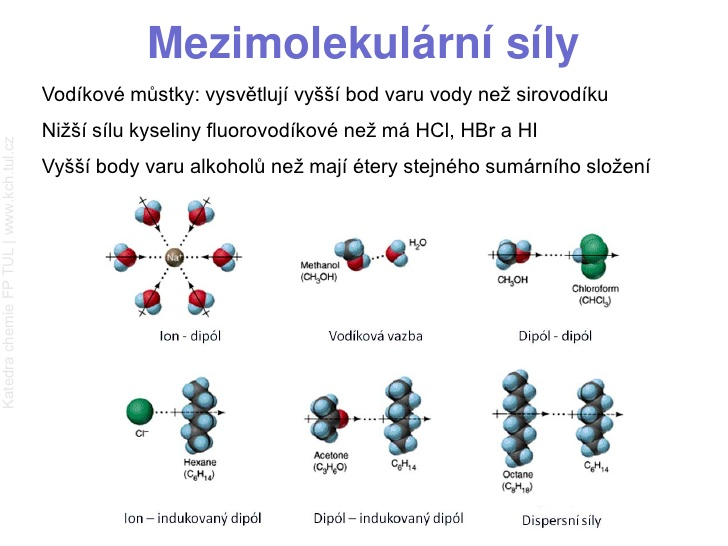 Mezimolekulární síly
Vodíkové můstky: vysvětlují vyšší bod varu vody než sirovodíku
Nižší sílu kyseliny fluorovodíkové než má HCl, HBr a HI
Vyšší body varu alkoholů než mají étery stejného sumárního složení
Katedra chemie FP TUL | www.kch.tul.cz
Na⁺
Methanol
(CH₃OH)
H₂O
CH₃OH
Chloroform
(CHCl₃)
Ion - dipól
Vodíková vazba
Dipól - dipól
Cl⁻
Hexane
(C₆H₁₄)
Acetone
(C₃H₆O)
C₆H₁₄
Octane
(C₈H₁₈)
C₆H₁₄
Ion – indukovaný dipól
Dipól – indukovaný dipól
Dispersní síly